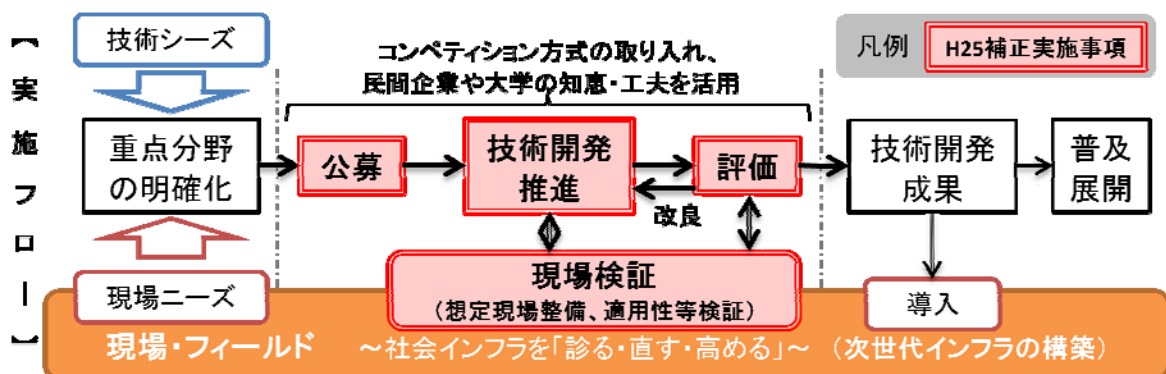 【実施フロー】
技術シーズ
コンペティション方式の取り入れ、
民間企業や大学の知恵・工夫を活用
凡例
H25補正実施事項
重点分野
の明確化
公募
技術開発
推進
評価
改良
技術開発
成果
普及
展開
現場ニーズ
現場検証
(想定現場整備、適用性等検証)
導入
現場・フィールド ～社会インフラを「診る・直す・高める」～ (次世代インフラの構築)